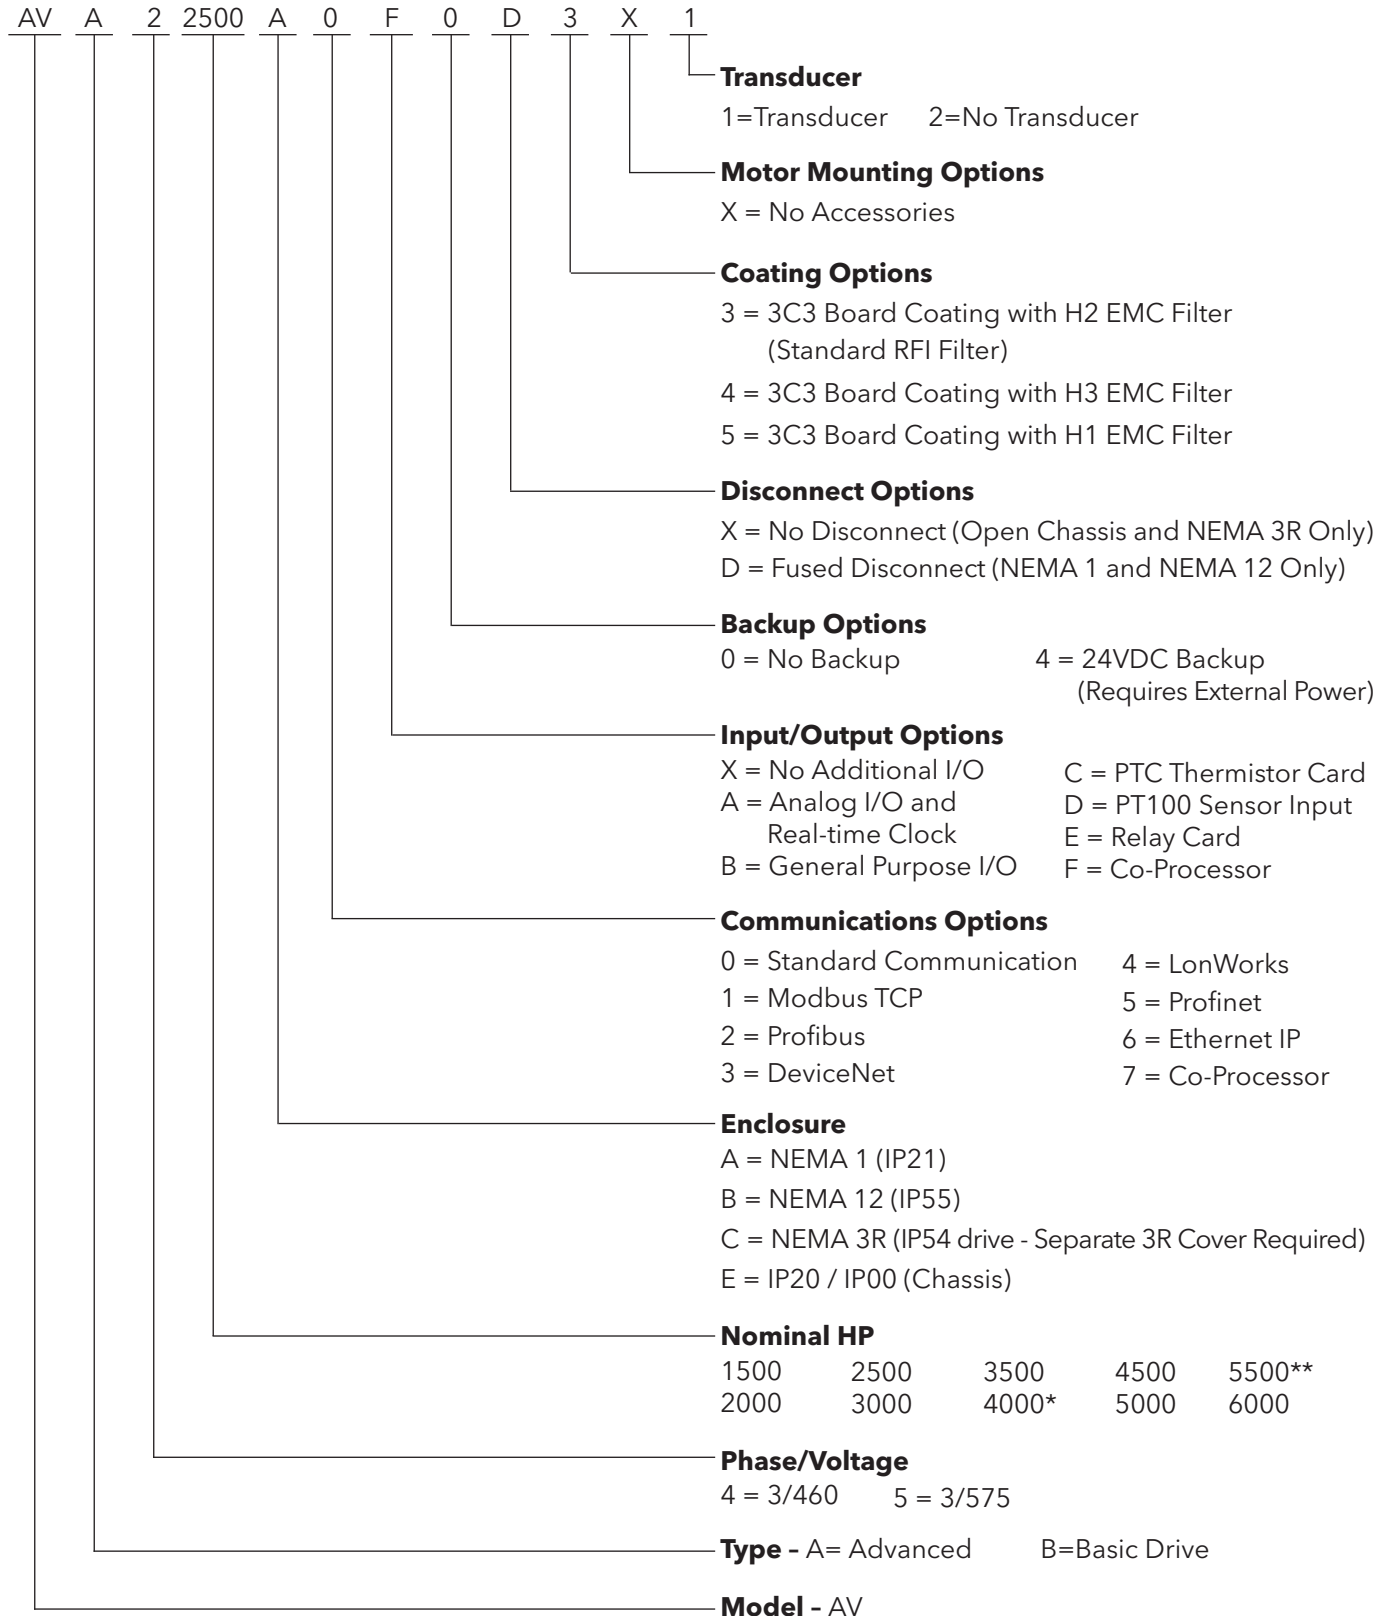 AV A 2 2500 A 0 F 0 D 3 X 1
Transducer
1=Transducer 2=No Transducer
Motor Mounting Options
X = No Accessories
Coating Options
3 = 3C3 Board Coating with H2 EMC Filter
(Standard RFI Filter)
4 = 3C3 Board Coating with H3 EMC Filter
5 = 3C3 Board Coating with H1 EMC Filter
Disconnect Options
X = No Disconnect (Open Chassis and NEMA 3R Only)
D = Fused Disconnect (NEMA 1 and NEMA 12 Only)
Backup Options
0 = No Backup 4 = 24VDC Backup
(Requires External Power)
Input/Output Options
X = No Additional I/O
A = Analog I/O and
Real-time Clock
B = General Purpose I/O
C = PTC Thermistor Card
D = PT100 Sensor Input
E = Relay Card
F = Co-Processor
Communications Options
0 = Standard Communication
1 = Modbus TCP
2 = Profibus
3 = DeviceNet
4 = LonWorks
5 = Profinet
6 = Ethernet IP
7 = Co-Processor
Enclosure
A = NEMA 1 (IP21)
B = NEMA 12 (IP55)
C = NEMA 3R (IP54 drive - Separate 3R Cover Required)
E = IP20 / IP00 (Chassis)
Nominal HP
1500 2500 3500 4500 5500**
2000 3000 4000* 5000 6000
Phase/Voltage
4 = 3/460 5 = 3/575
Type – A= Advanced B=Basic Drive
Model – AV